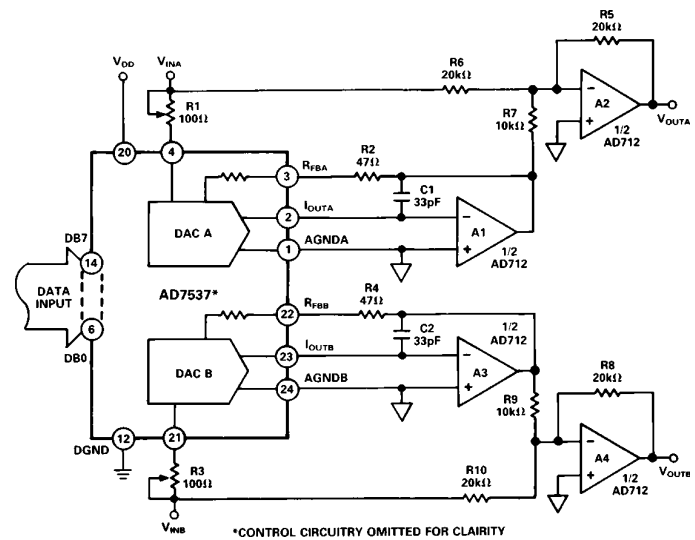 VDD
VINA
R1
100Ω
R6
20kΩ
R5
20kΩ
A2
1/2
AD712
VOUTA
R7
10kΩ
20
4
3
RFBA
R2
47Ω
C1
33pF
2
IOUTA
A1
1/2
AD712
1
AGNDA
DAC A
DB7
14
DATA
INPUT
6
DB0
AD7537*
22
RFBB
R4
47Ω
C2
33pF
1/2
AD712
23
IOUTB
A3
24
AGNDB
DAC B
R9
10kΩ
R8
20kΩ
A4
1/2
AD712
VOUTB
DGND
12
21
R3
100Ω
VINB
R10
20kΩ
*CONTROL CIRCUITRY OMITTED FOR CLAIRITY
−
+
−
+
−
+
−
+